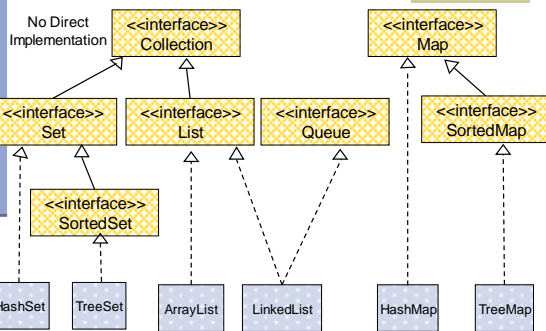 No Direct
Implementation
<<interface>>
Collection
<<interface>>
Map
<<interface>>
Set
<<interface>>
List
<<interface>>
Queue
<<interface>>
SortedMap
<<interface>>
SortedSet
HashSet
TreeSet
ArrayList
LinkedList
HashMap
TreeMap